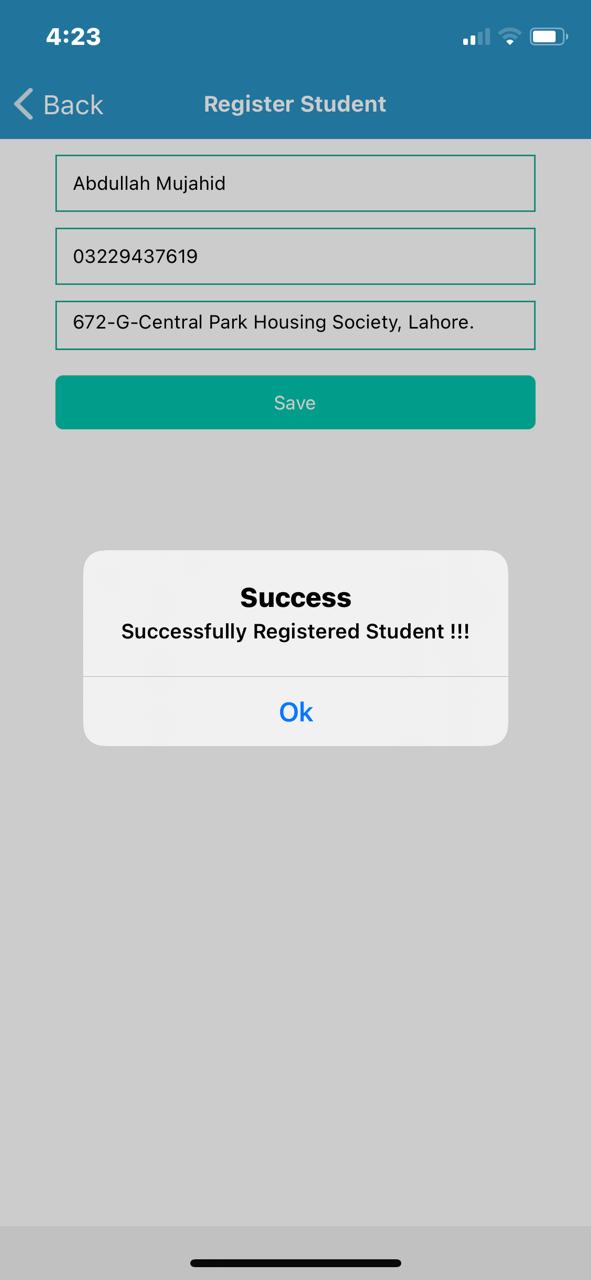 4:23
Back
Register Student
Abdullah Mujahid
03229437619
672-G-Central Park Housing Society, Lahore.
Save
Success
Successfully Registered Student !!!
Ok